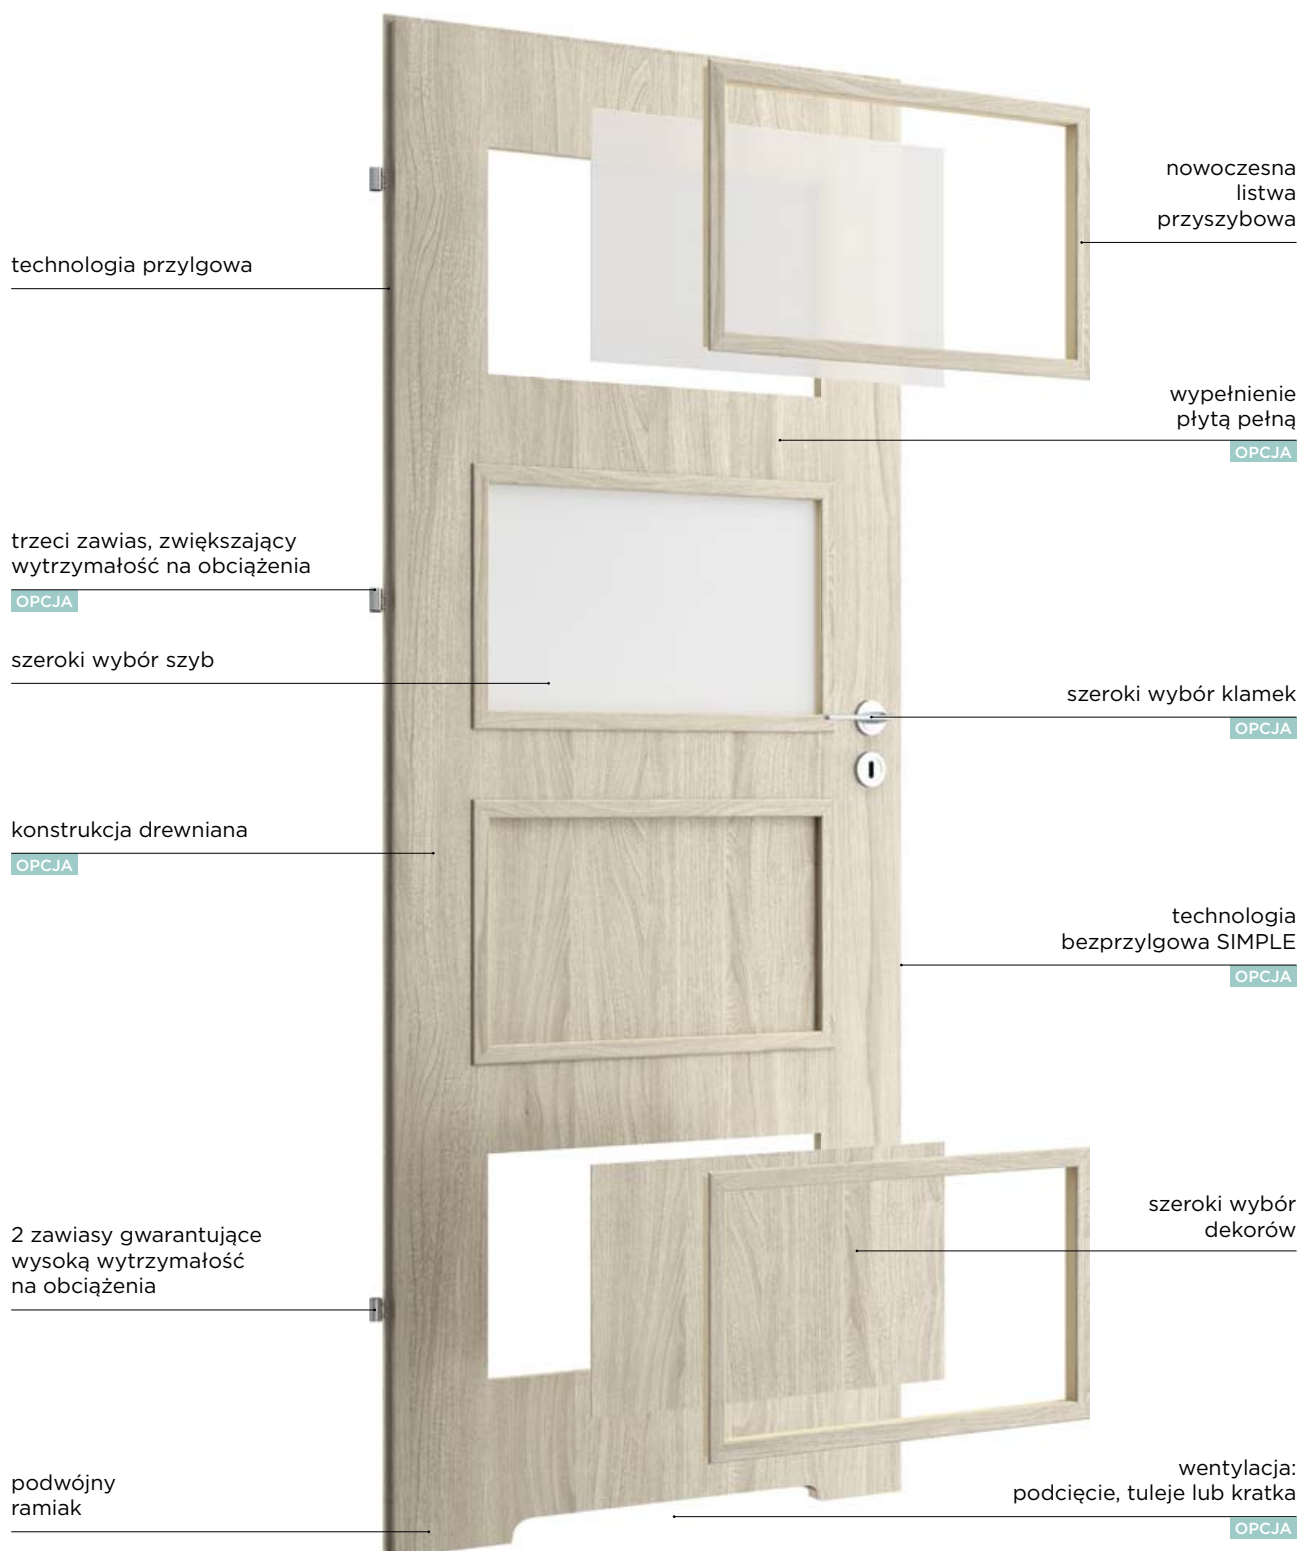 nowoczesna
listwa
przyszybowa
technologia przylgowa
wypełnienie
płytą pełną
OPCJA
trzeci zawias, zwiększający
wytrzymałość na obciążenia
OPCJA
szeroki wybór szyb
szeroki wybór klamek
OPCJA
konstrukcja drewniana
OPCJA
technologia
bezprzylgowa SIMPLE
OPCJA
szeroki wybór
dekorów
2 zawiasy gwarantujące
wysoką wytrzymałość
na obciążenia
wentylacja:
podcięcie, tuleje lub kratka
OPCJA
podwójny
ramiak